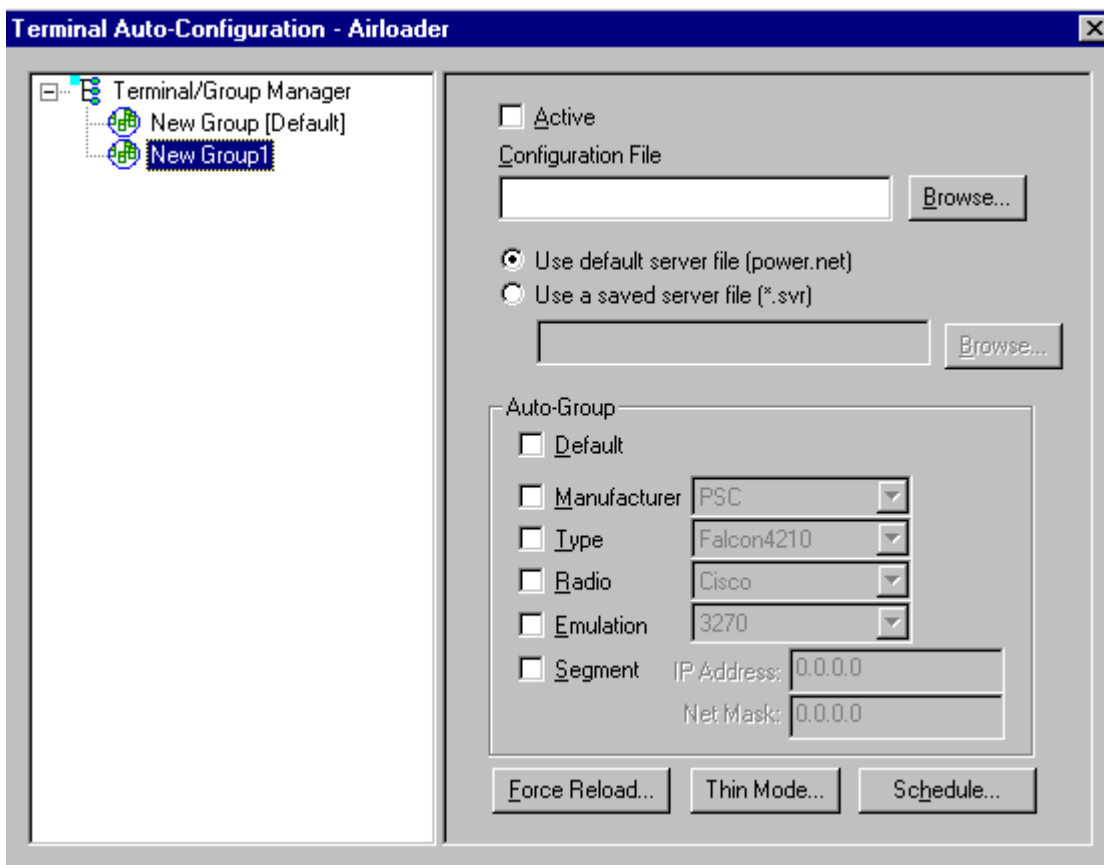 Terminal Auto-Configuration - Airloader
Terminal/Group Manager
New Group [Default]
New Group1
Active
Configuration File
Browse...
Use default server file (power.net)
Use a saved server file (*.svr)
Browse...
Auto-Group
Default
Manufacturer PSC
Type Falcon4210
Radio Cisco
Emulation 3270
Segment IP Address: 0.0.0.0
Net Mask: 0.0.0.0
Force Reload... Thin Mode... Schedule...